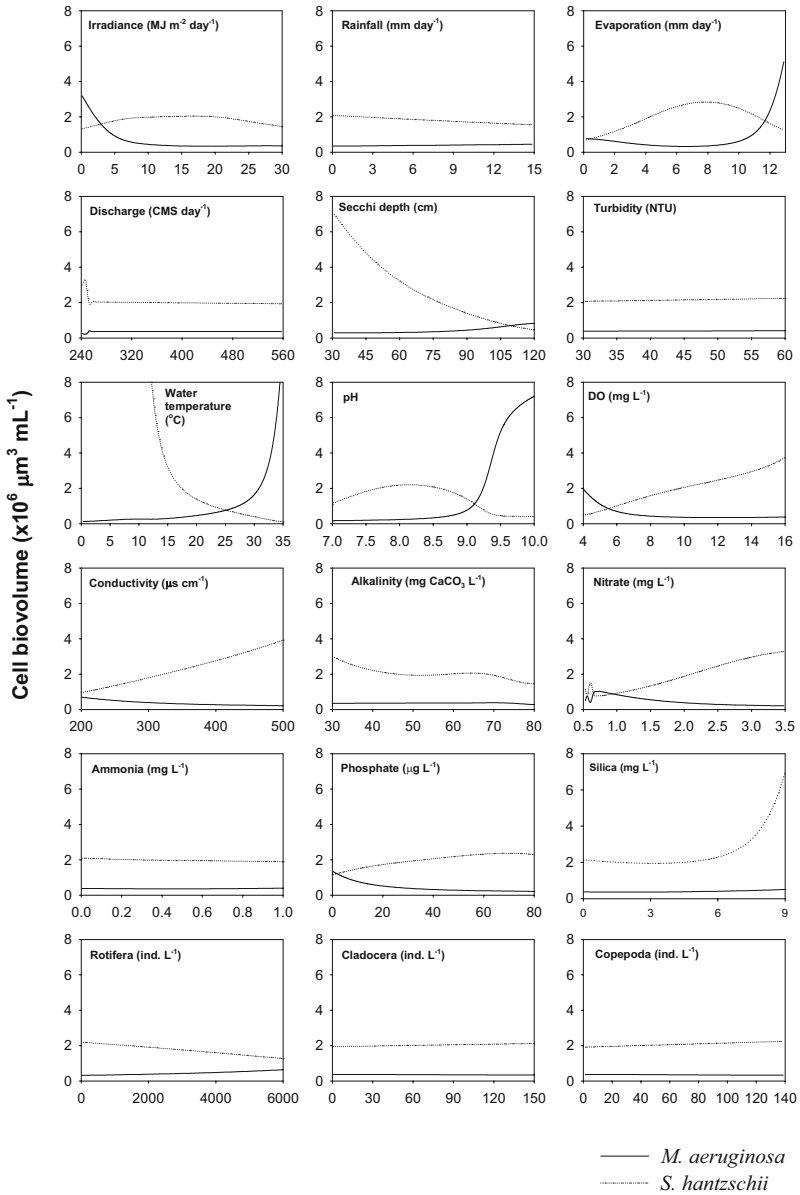 Cell biovolume (x10⁶ μm³ mL⁻¹)
Irradiance (MJ m⁻² day⁻¹)
8
6
4
2
0
0 5 10 15 20 25 30
Rainfall (mm day⁻¹)
8
6
4
2
0
0 3 6 9 12 15
Evaporation (mm day⁻¹)
8
6
4
2
0
0 2 4 6 8 10 12
Discharge (CMS day⁻¹)
8
6
4
2
0
240 320 400 480 560
Secchi depth (cm)
8
6
4
2
0
30 45 60 75 90 105 120
Turbidity (NTU)
8
6
4
2
0
30 35 40 45 50 55 60
Water
temperature
(°C)
8
6
4
2
0
0 5 10 15 20 25 30 35
pH
8
6
4
2
0
7.0 7.5 8.0 8.5 9.0 9.5 10.0
DO (mg L⁻¹)
8
6
4
2
0
4 6 8 10 12 14 16
Conductivity (μs cm⁻¹)
8
6
4
2
0
200 300 400 500
Alkalinity (mg CaCO₃ L⁻¹)
8
6
4
2
0
30 40 50 60 70 80
Nitrate (mg L⁻¹)
8
6
4
2
0
0.5 1.0 1.5 2.0 2.5 3.0 3.5
Ammonia (mg L⁻¹)
8
6
4
2
0
0.0 0.2 0.4 0.6 0.8 1.0
Phosphate (μg L⁻¹)
8
6
4
2
0
0 20 40 60 80
Silica (mg L⁻¹)
8
6
4
2
0
0 3 6 9
Rotifera (ind. L⁻¹)
8
6
4
2
0
0 2000 4000 6000
Cladocera (ind. L⁻¹)
8
6
4
2
0
0 30 60 90 120 150
Copepoda (ind. L⁻¹)
8
6
4
2
0
0 20 40 60 80 100 120 140
M. aeruginosa
S. hantzschii